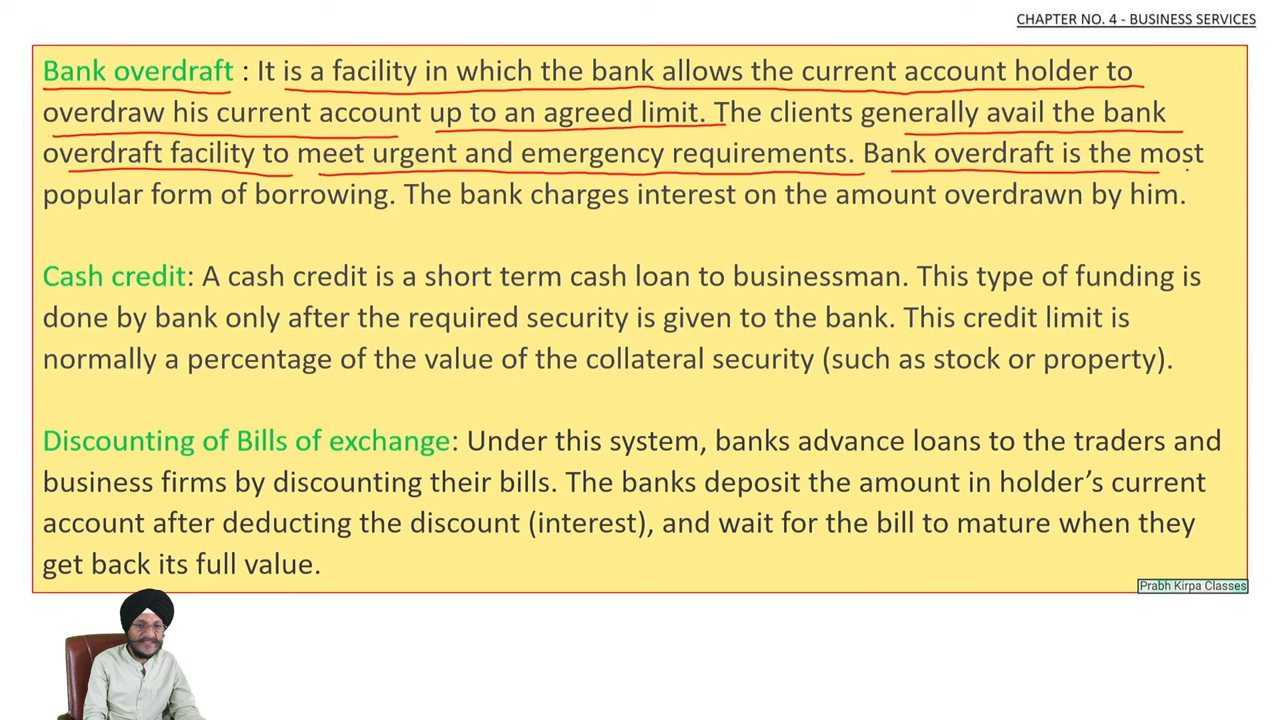 CHAPTER NO. 4 - BUSINESS SERVICES
Bank overdraft : It is a facility in which the bank allows the current account holder to
overdraw his current account up to an agreed limit. The clients generally avail the bank
overdraft facility to meet urgent and emergency requirements. Bank overdraft is the most
popular form of borrowing. The bank charges interest on the amount overdrawn by him.
Cash credit: A cash credit is a short term cash loan to businessman. This type of funding is
done by bank only after the required security is given to the bank. This credit limit is
normally a percentage of the value of the collateral security (such as stock or property).
Discounting of Bills of exchange: Under this system, banks advance loans to the traders and
business firms by discounting their bills. The banks deposit the amount in holder’s current
account after deducting the discount (interest), and wait for the bill to mature when they
get back its full value.
Prabh Kirpa Classes